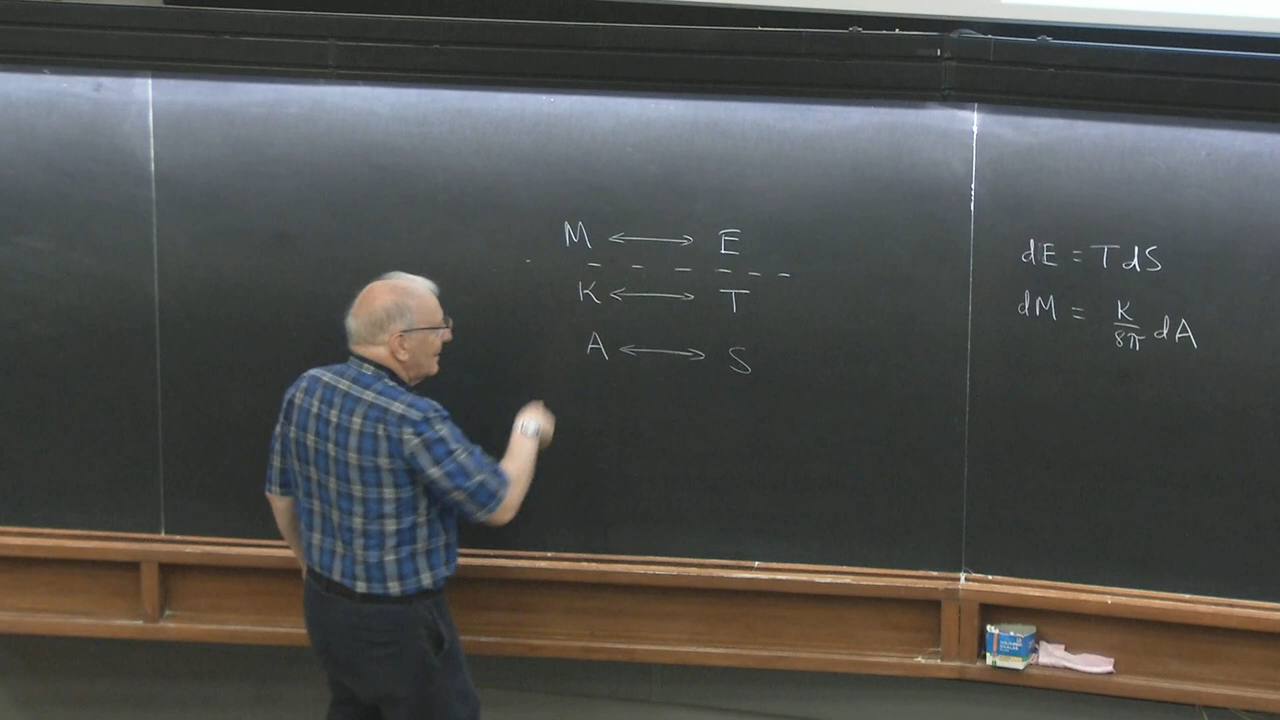 M ↔ E
K ↔ T
A ↔ S
dE = TdS
dM = K/8π dA